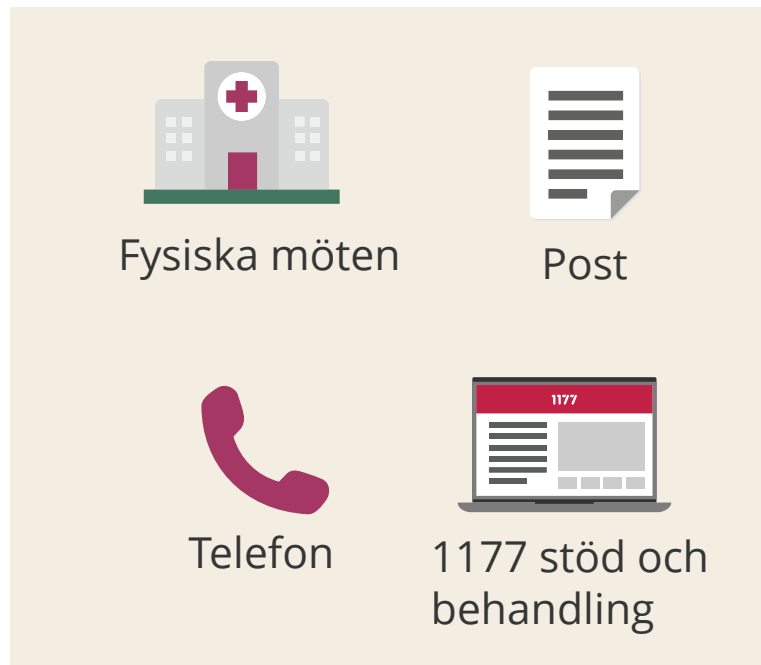 Fysiska möten
Post
Telefon
1177
1177 stöd och
behandling